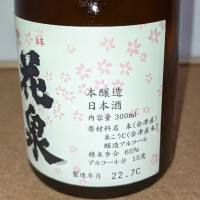 花泉
本醸造
日本酒
内容量 300ml
原材料名 米(会津産)
米こうじ(会津産米)
醸造アルコール
精米歩合 65%
アルコール分 15度
製造年月 22.7C